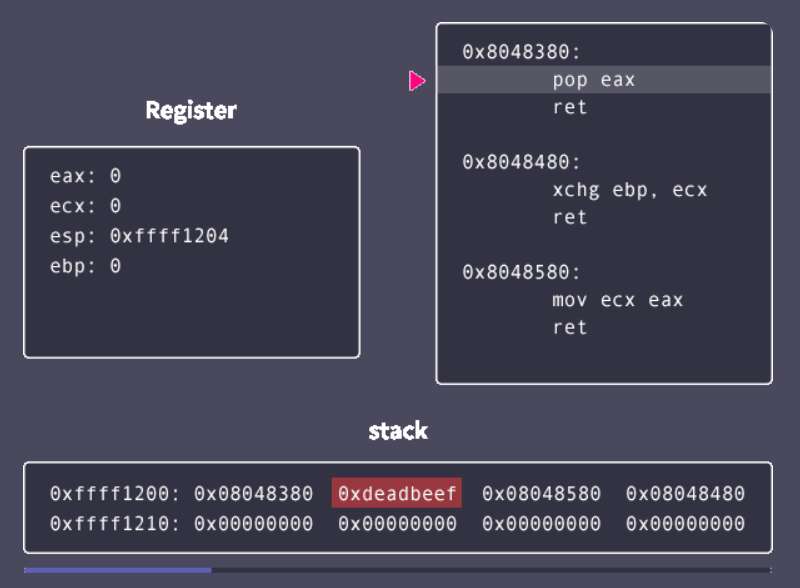 Register
eax: 0
ecx: 0
esp: 0xffff1204
ebp: 0
0x8048380:
pop eax
ret
0x8048480:
xchg ebp, ecx
ret
0x8048580:
mov ecx eax
ret
stack
0xffff1200: 0x08048380 0xdeadbeef 0x08048580 0x08048480
0xffff1210: 0x00000000 0x00000000 0x00000000 0x00000000